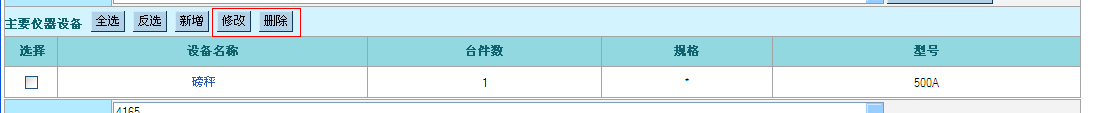 主要仪器设备 全选 反选 新增 修改 删除
选择 设备名称 台件数 规格 型号
磅秤 1 - 500A
4165